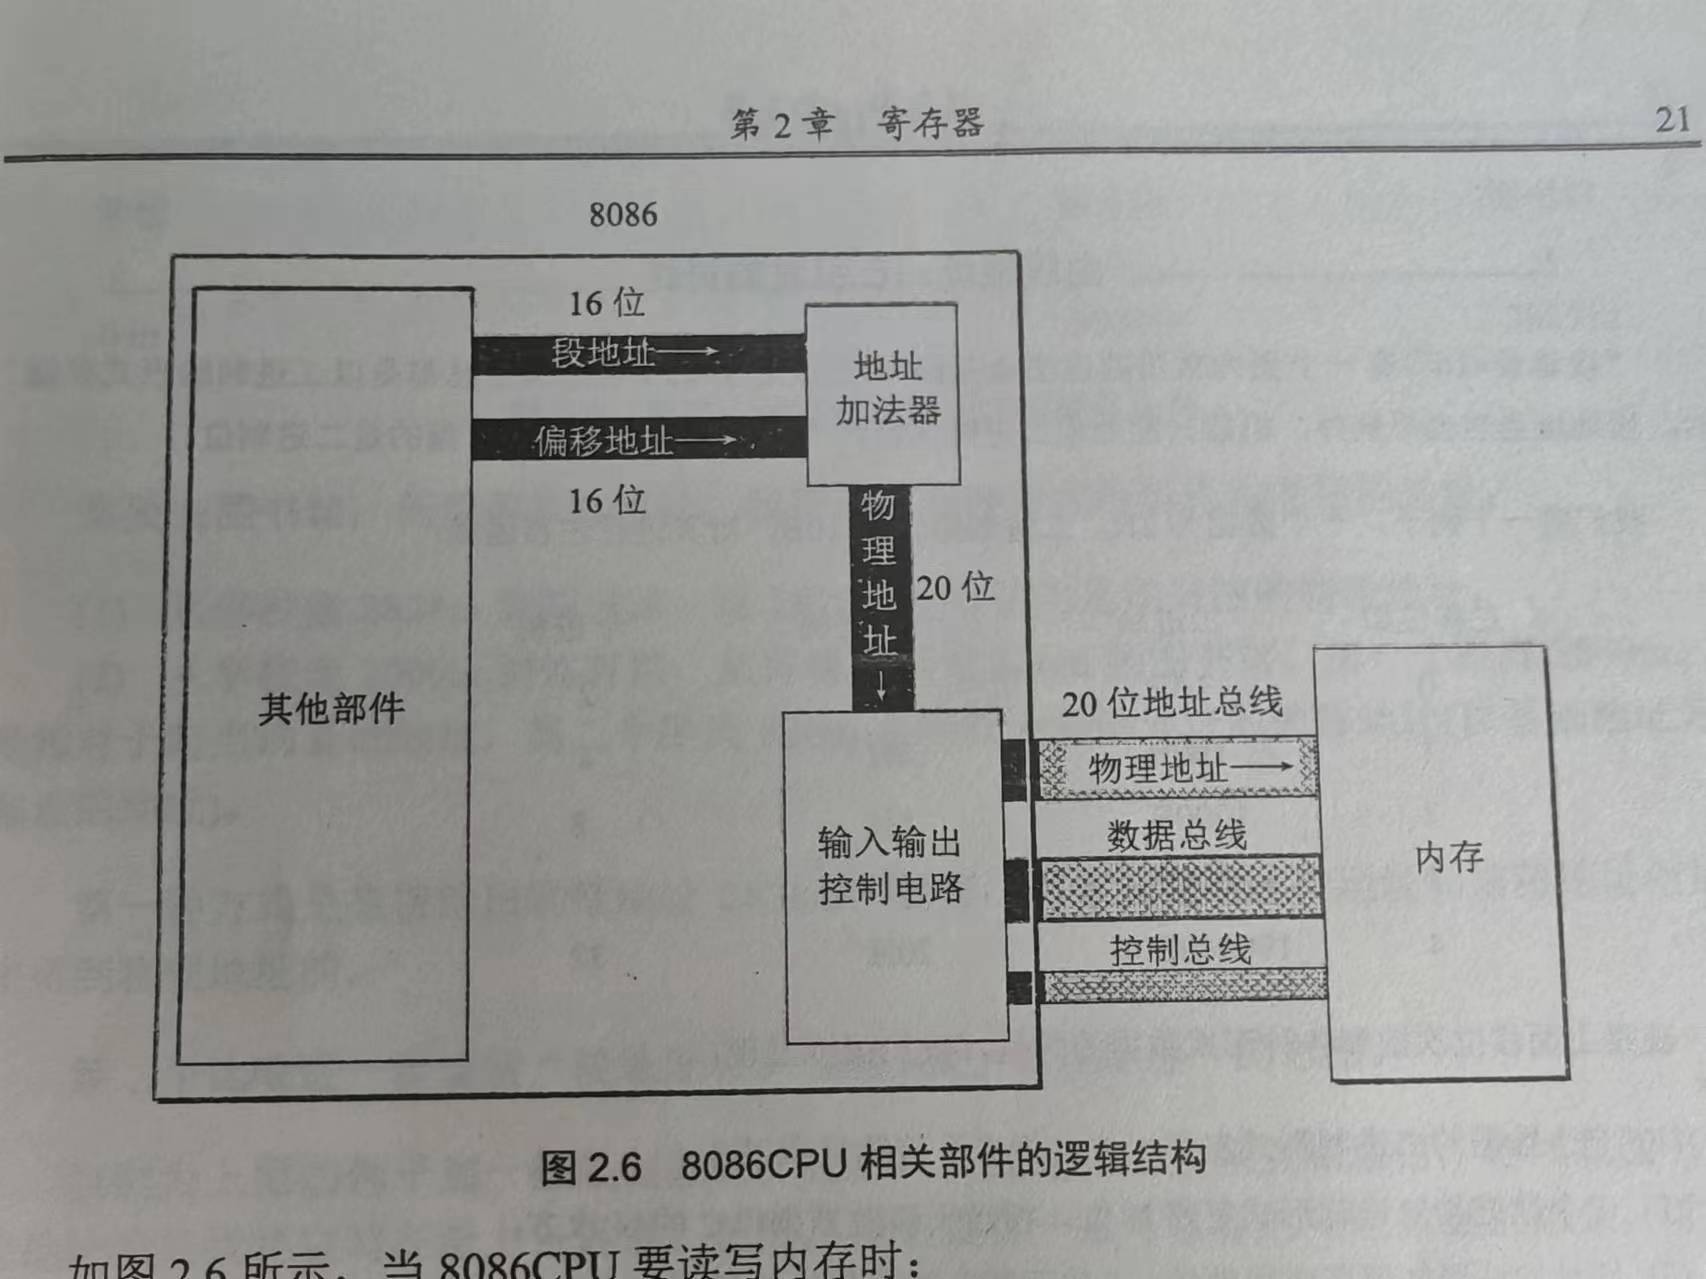 第 2 章 寄存器 21
8086
16 位
段地址
偏移地址
16 位
地址
加法器
物理地址
20 位
其他部件
输入输出
控制电路
20 位地址总线
物理地址
数据总线
控制总线
内存
图 2.6 8086CPU 相关部件的逻辑结构
如图 2.6 所示，当 8086CPU 要读写内存时：